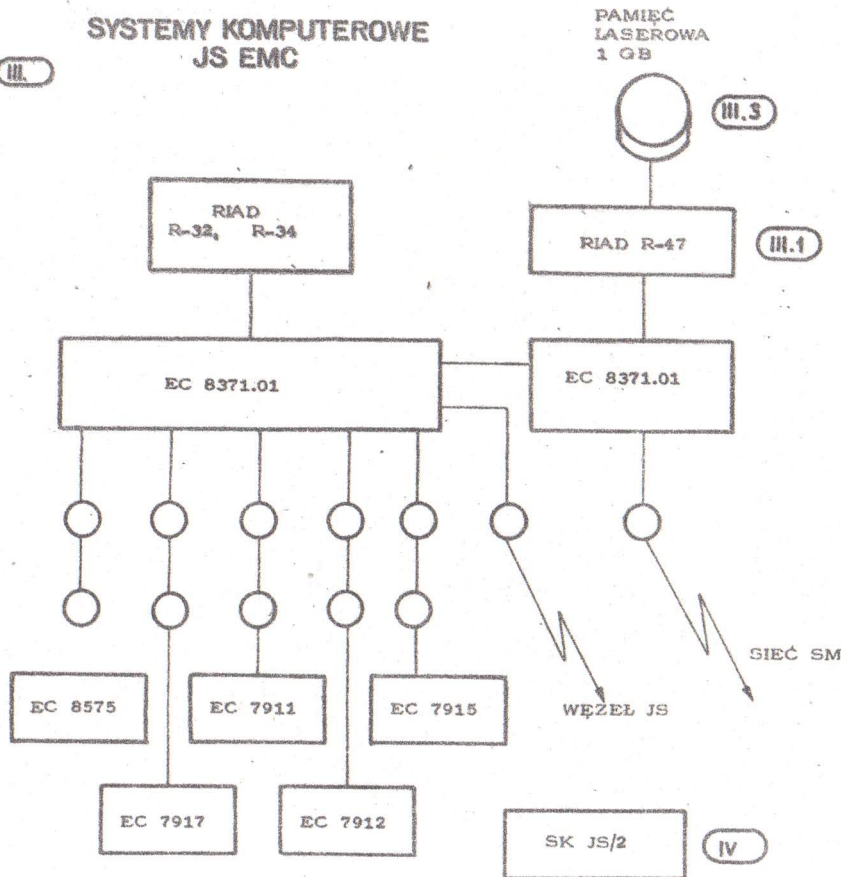 SYSTEMY KOMPUTEROWE
JS EMC
III.
PAMIĘĆ
LASEROWA
1 GB
III.3
RIAD
R-32, R-34
RIAD R-47
III.1
EC 8371.01
EC 8371.01
SIEĆ SM
WĘZEŁ JS
EC 8575
EC 7911
EC 7915
EC 7917
EC 7912
SK JS/2
IV